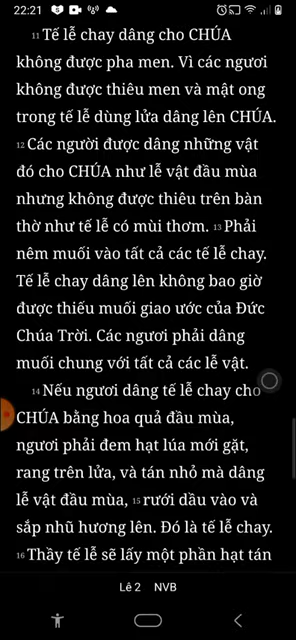 22:21
11 Tế lễ chay dâng cho CHÚA
không được pha men. Vì các ngươi
không được thiêu men và mật ong
trong tế lễ dùng lửa dâng lên CHÚA.
12 Các người được dâng những vật
đó cho CHÚA như lễ vật đầu mùa
nhưng không được thiêu trên bàn
thờ như tế lễ có mùi thơm. 13 Phải
nêm muối vào tất cả các tế lễ chay.
Tế lễ chay dâng lên không bao giờ
được thiếu muối giao ước của Đức
Chúa Trời. Các ngươi phải dâng
muối chung với tất cả các lễ vật.
14 Nếu ngươi dâng tế lễ chay cho
CHÚA bằng hoa quả đầu mùa,
ngươi phải đem hạt lúa mới gặt,
rang trên lửa, và tán nhỏ mà dâng
lễ vật đầu mùa, 15 rưới dầu vào và
sắp nhũ hương lên. Đó là tế lễ chay.
16 Thầy tế lễ sẽ lấy một phần hạt tán
Lê 2 NVB